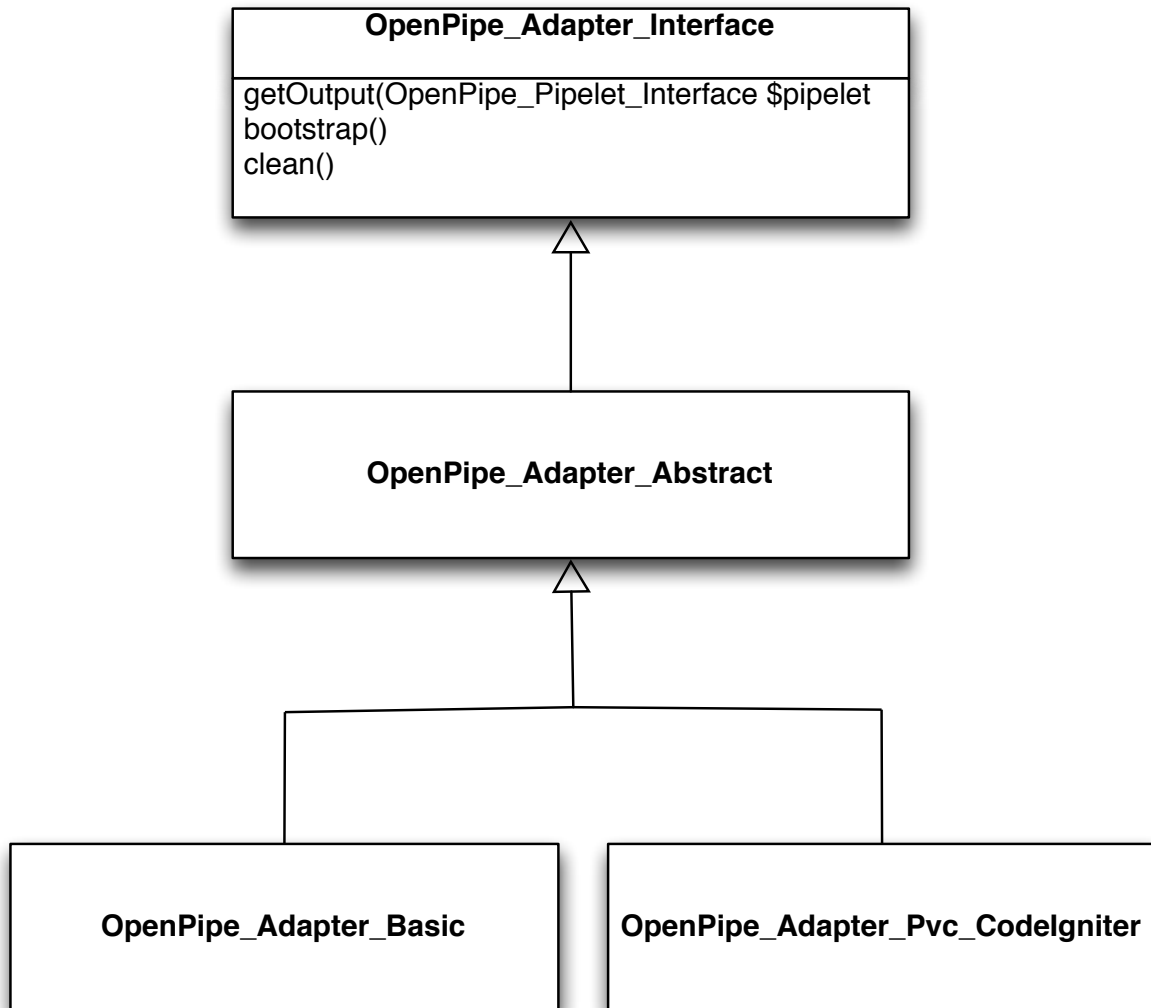 OpenPipe_Adapter_Interface
getOutput(OpenPipe_Pipelet_Interface $pipelet
bootstrap()
clean()
OpenPipe_Adapter_Abstract
OpenPipe_Adapter_Basic
OpenPipe_Adapter_Pvc_CodeIgniter